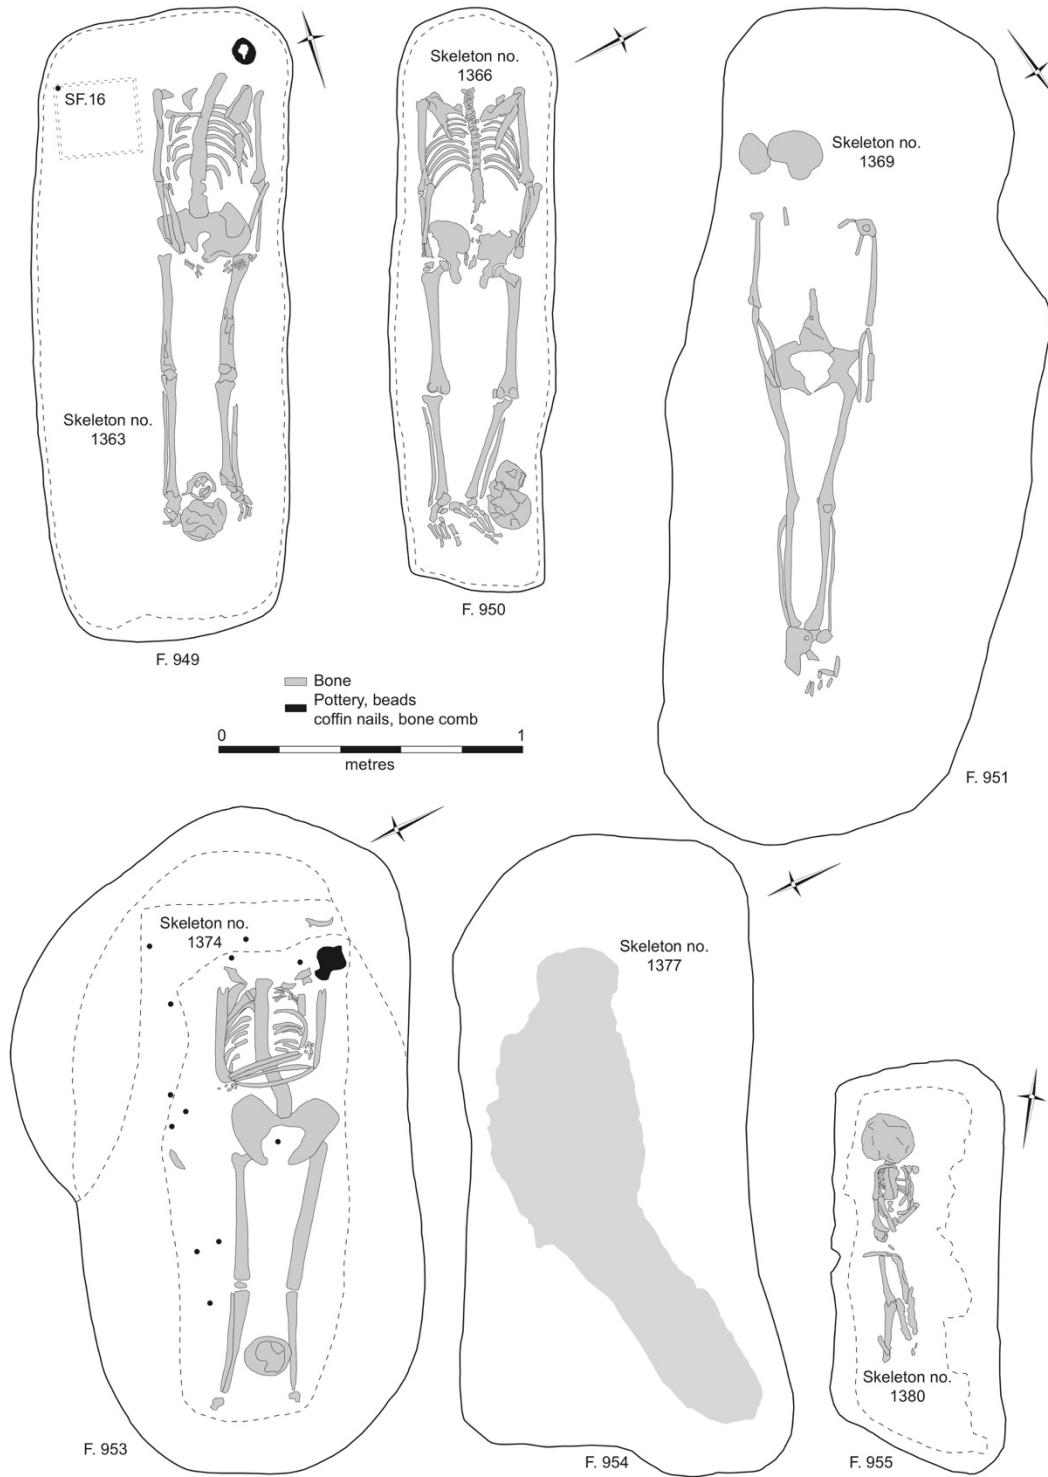 Skeleton no.
1366
SF.16
Skeleton no.
1369
Skeleton no.
1363
F. 950
F. 949
Bone
Pottery, beads
coffin nails, bone comb
0 1
metres
F. 951
Skeleton no.
1374
Skeleton no.
1377
Skeleton no.
1380
F. 953
F. 954
F. 955